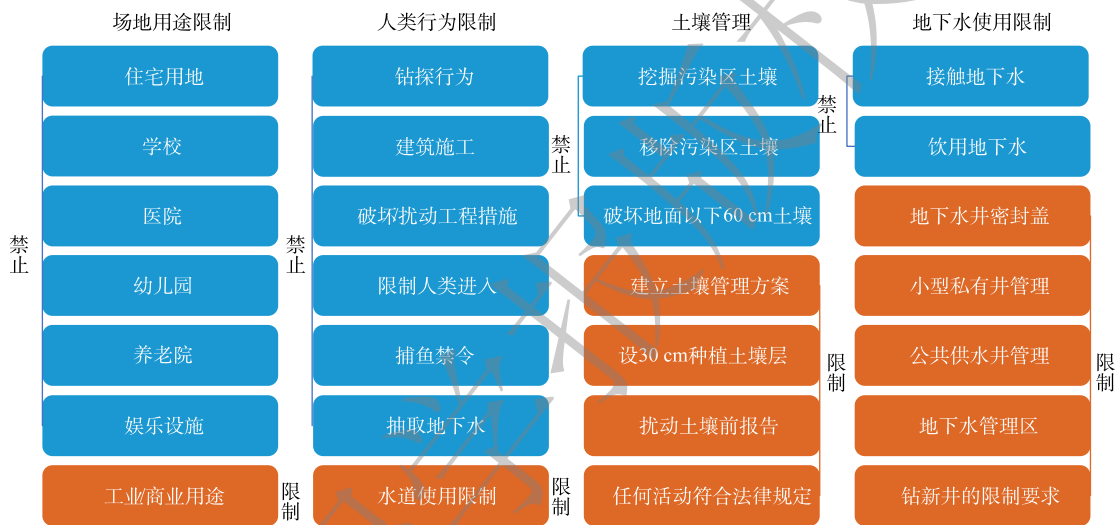 场地用途限制
人类行为限制
土壤管理
地下水使用限制
住宅用地
钻探行为
挖掘污染区土壤
接触地下水
禁止
学校
建筑施工
禁止
移除污染区土壤
饮用地下水
医院
破坏/扰动工程措施
破坏地面以下60 cm土壤
地下水井密封盖
禁止
禁止
幼儿园
限制人类进入
建立土壤管理方案
小型私有井管理
养老院
捕鱼禁令
设30 cm种植土壤层
限制
公共供水井管理
限制
娱乐设施
抽取地下水
扰动土壤前报告
地下水管理区
工业/商业用途
限制
水道使用限制
限制
任何活动符合法律规定
钻新井的限制要求